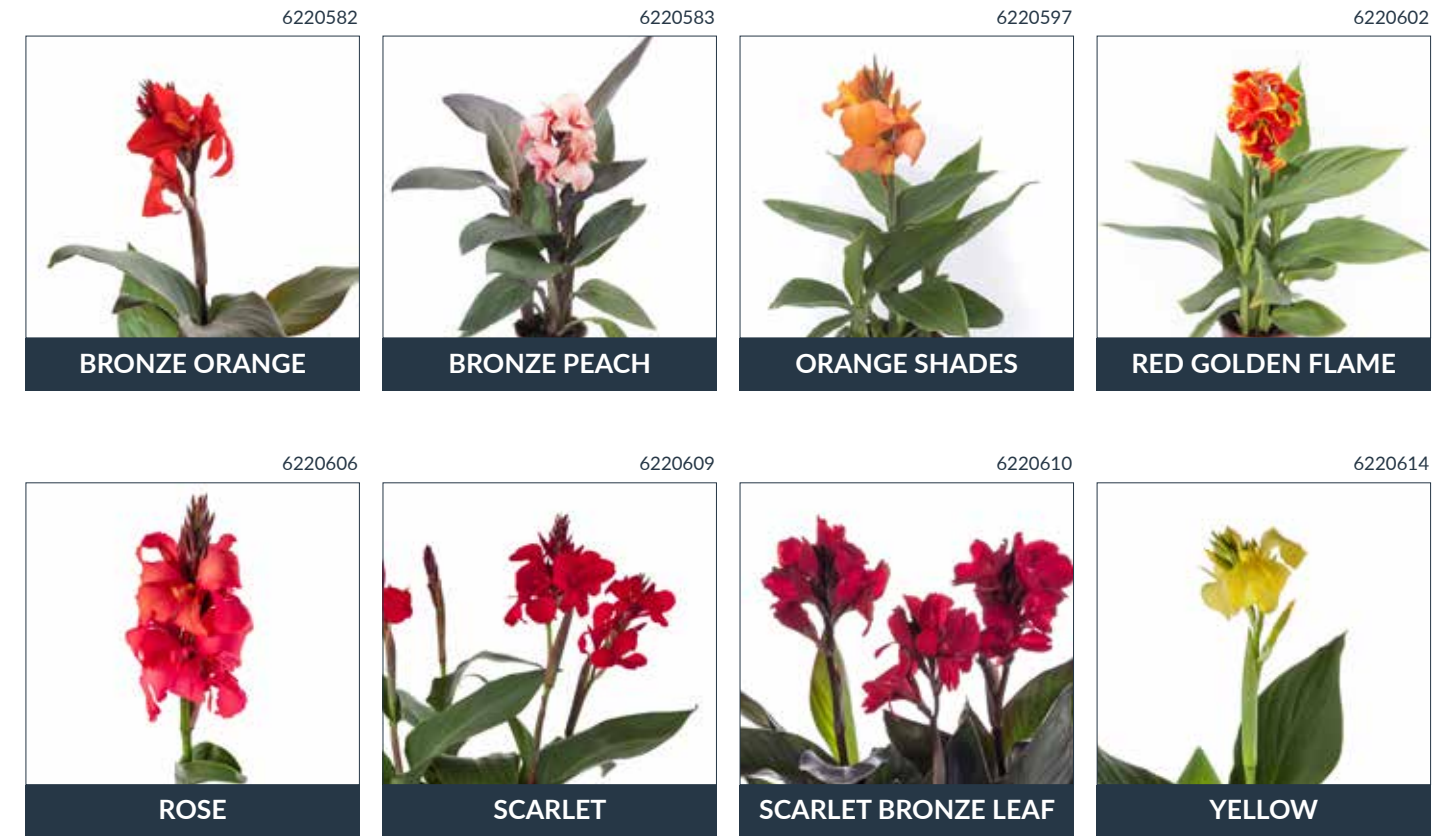 6220582
6220583
6220597
6220602
BRONZE ORANGE
BRONZE PEACH
ORANGE SHADES
RED GOLDEN FLAME
6220606
6220609
6220610
6220614
ROSE
SCARLET
SCARLET BRONZE LEAF
YELLOW